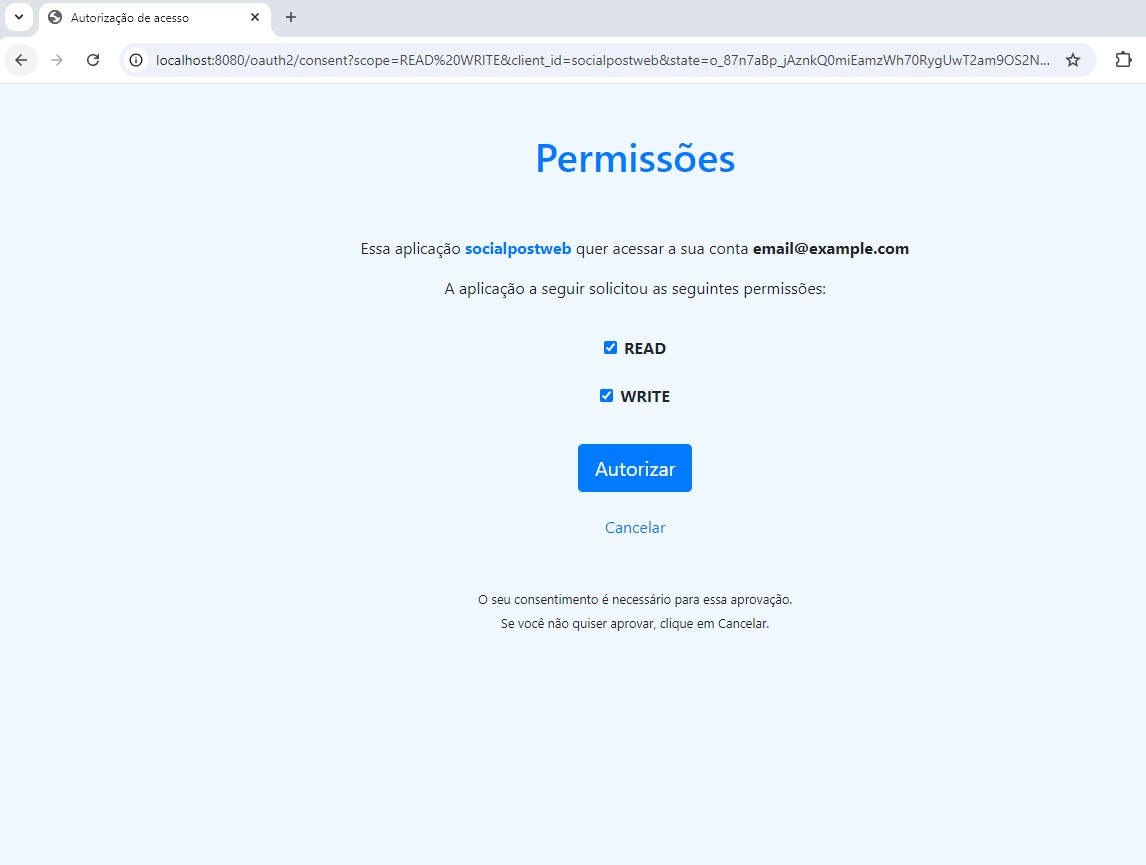 Autorização de acesso
localhost:8080/oauth2/consent?scope=READ%20WRITE&client_id=socialpostweb&state=o_87n7aBp_jAznkQ0miEamzWh70RygUwT2am9OS2N...
Permissões
Essa aplicação socialpostweb quer acessar a sua conta email@example.com
A aplicação a seguir solicitou as seguintes permissões:
READ
WRITE
Autorizar
Cancelar
O seu consentimento é necessário para essa aprovação.
Se você não quiser aprovar, clique em Cancelar.